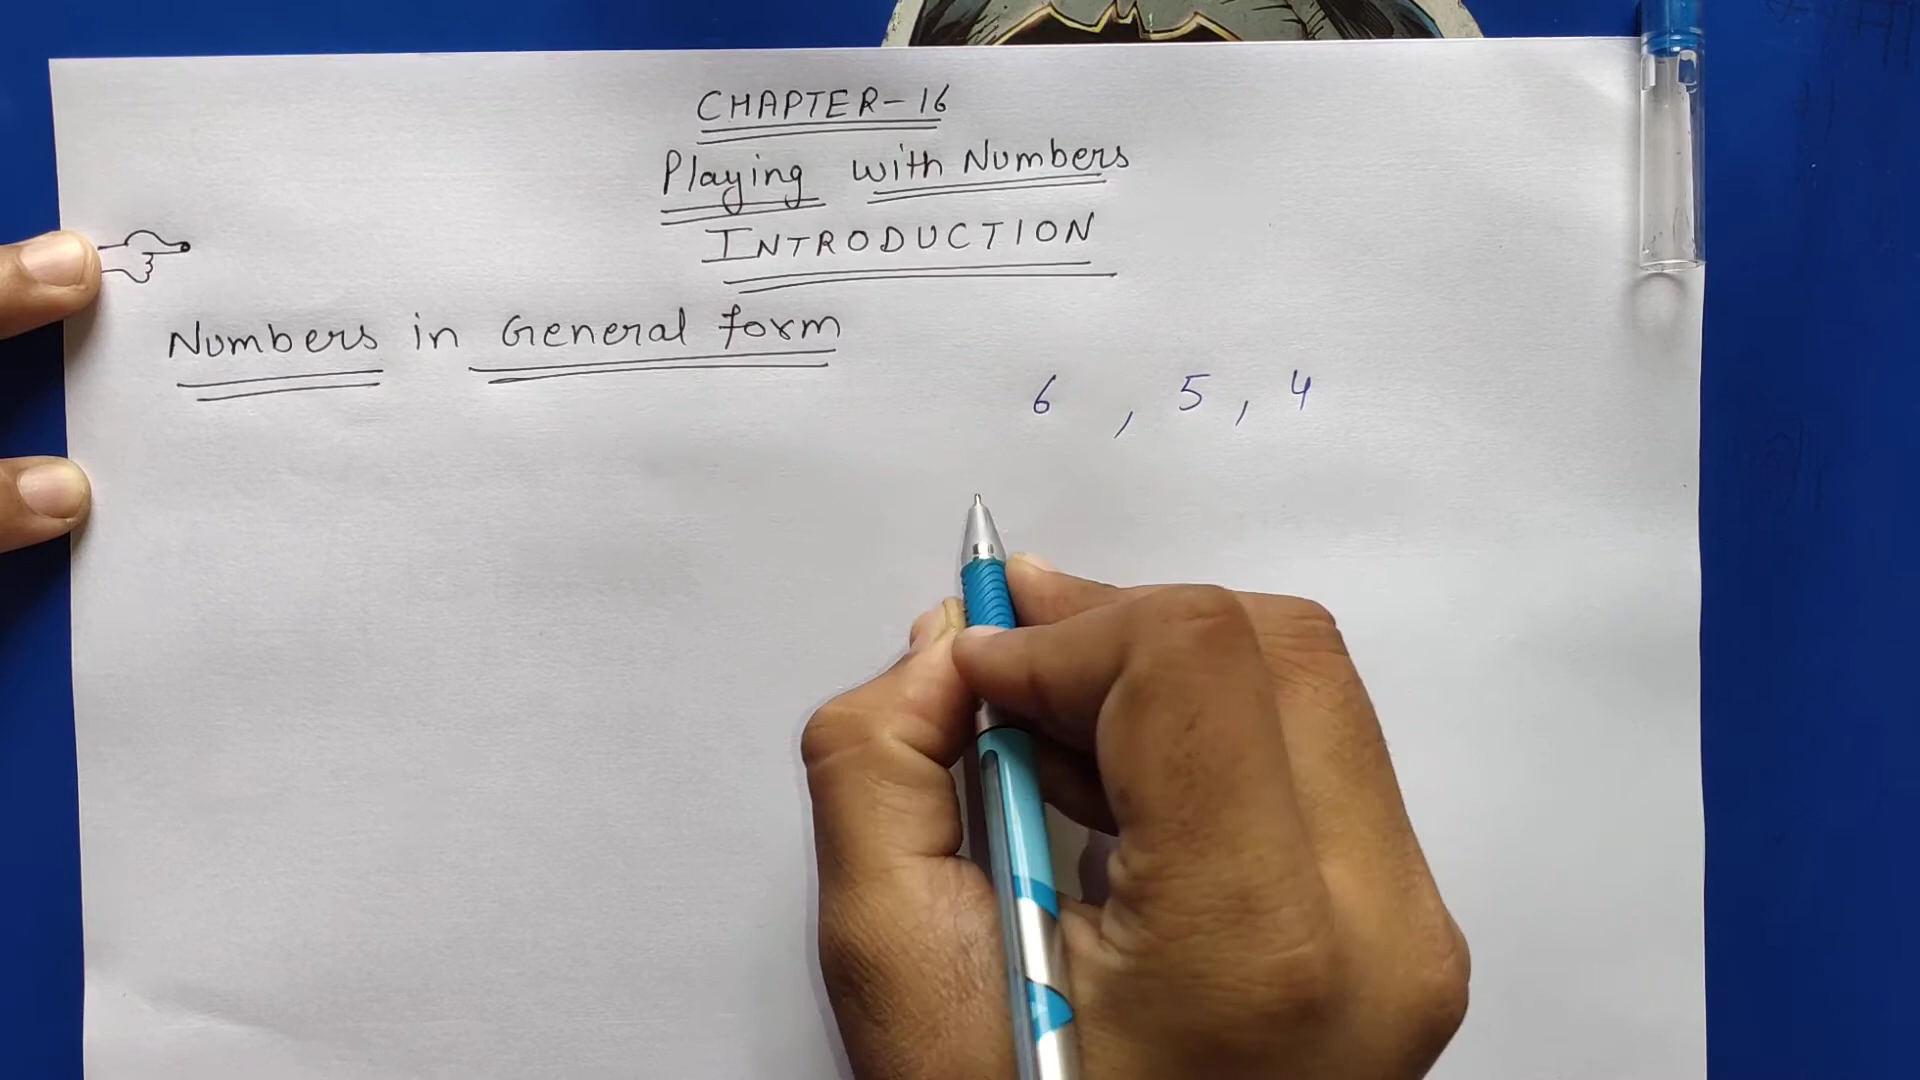 CHAPTER-16
Playing with Numbers
INTRODUCTION
Numbers in General form
6 , 5 , 4